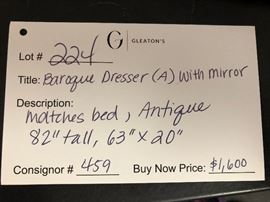 Lot # 224
G | GLEATON'S
Title: Baroque Dresser (A) with mirror
Description:
matches bed, Antique
82" tall, 63" x 20"
Consignor # 459 Buy Now Price: $1,600